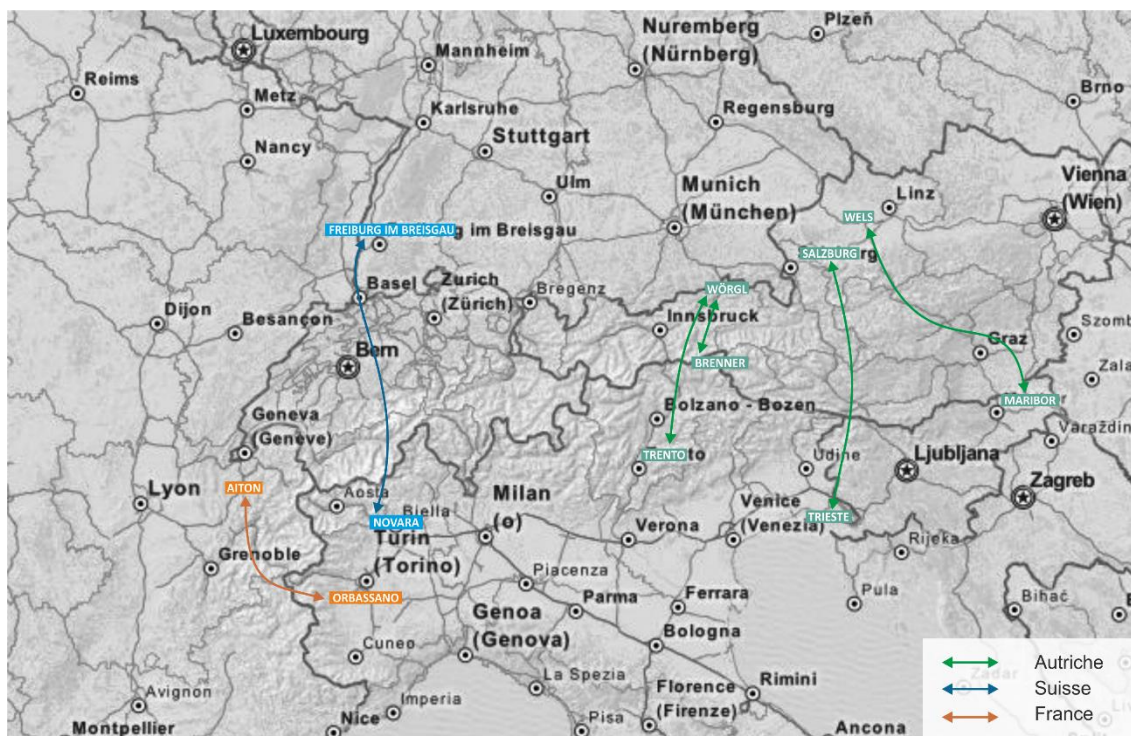 Luxembourg
Mannheim
Nuremberg
(Nürnberg)
Plzeň
Reims
Metz
Karlsruhe
Regensburg
Brno
Nancy
Stuttgart
Ulm
Munich
(München)
Linz
Vienna
(Wien)
WELS
FREIBURG IM BREISGAU
g im Breisgau
SALZBURG
rg
Basel
Zurich
(Zürich)
Bregenz
WÖRGL
Dijon
Besançon
Innsbruck
Graz
Szomb
Bern
BRENNER
Zala
Geneva
(Genève)
Bolzano - Bozen
MARIBOR
Varaždin
TRENTO
to
Udine
Ljubljana
Zagreb
Lyon
AITON
Aosta
Biella
NOVARA
Milan
(o)
Verona
Venice
(Venezia)
TRIESTE
Rijeka
Grenoble
Turin
(Torino)
ORBASSANO
Piacenza
Parma
Ferrara
Pula
Bihać
Genoa
(Genova)
Bologna
Cuneo
La Spezia
Rimini
Avignon
Imperia
Florence
(Firenze)
Zadar
Montpellier
Nice
Pisa
Ancona
Autriche
Suisse
France